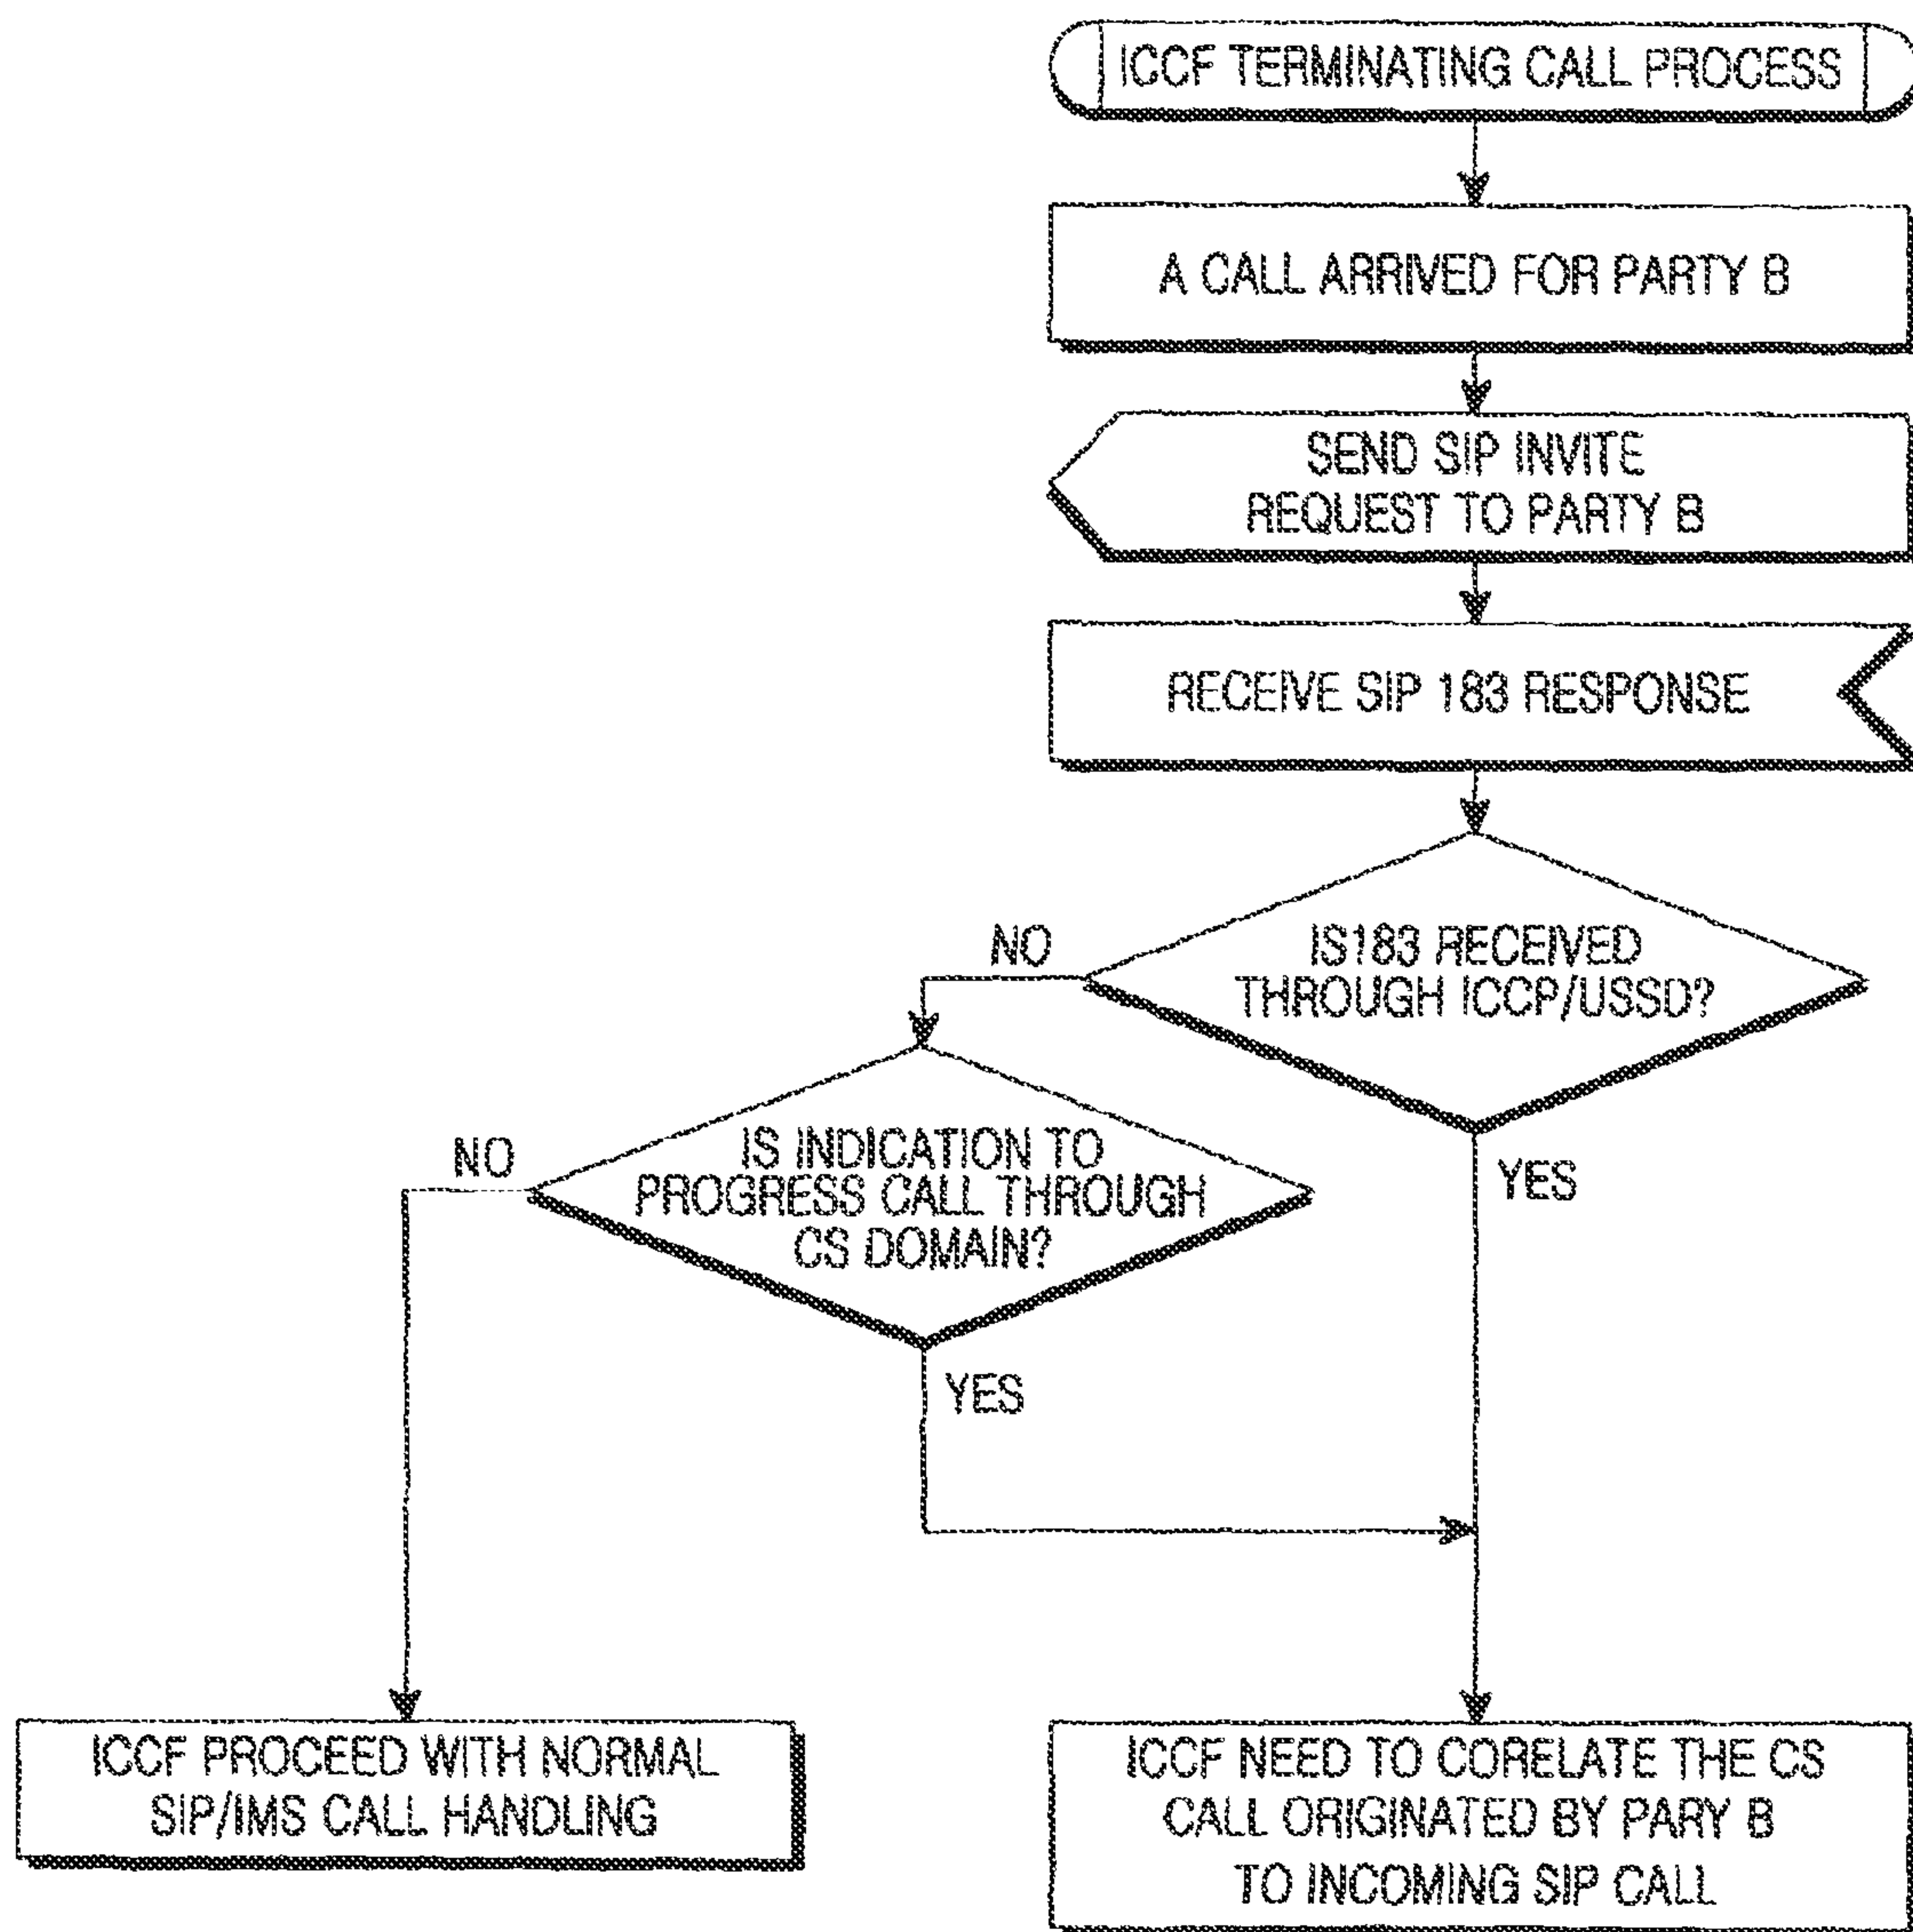 ICCF TERMINATING CALL PROCESS
A CALL ARRIVED FOR PARTY B
SEND SIP INVITE
REQUEST TO PARTY B
RECEIVE SIP 183 RESPONSE
NO
IS183 RECEIVED
THROUGH ICCP/USSD?
NO
IS INDICATION TO
PROGRESS CALL THROUGH
CS DOMAIN?
YES
YES
ICCF PROCEED WITH NORMAL
SIP/IMS CALL HANDLING
ICCF NEED TO CORELATE THE CS
CALL ORIGINATED BY PARY B
TO INCOMING SIP CALL